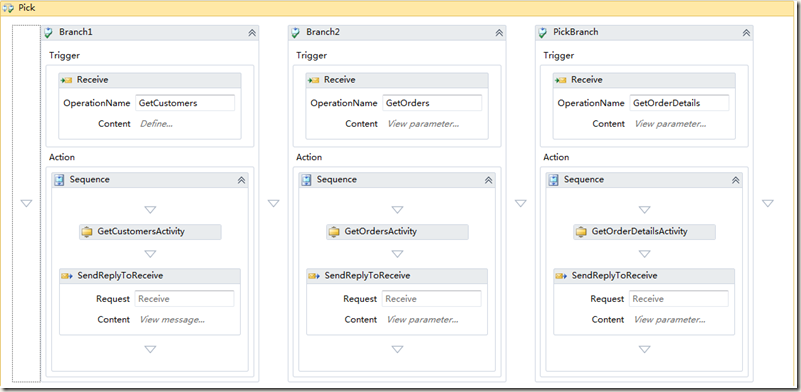 Pick
Branch1
Trigger
Receive
OperationName GetCustomers
Content Define...
Action
Sequence
GetCustomersActivity
SendReplyToReceive
Request Receive
Content View message...
Branch2
Trigger
Receive
OperationName GetOrders
Content View parameter...
Action
Sequence
GetOrdersActivity
SendReplyToReceive
Request Receive
Content View parameter...
PickBranch
Trigger
Receive
OperationName GetOrderDetails
Content View parameter...
Action
Sequence
GetOrderDetailsActivity
SendReplyToReceive
Request Receive
Content View parameter...